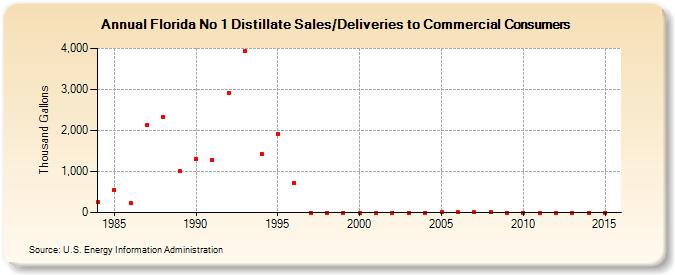 Annual Florida No 1 Distillate Sales/Deliveries to Commercial Consumers
Thousand Gallons
4,000
3,000
2,000
1,000
0
1985 1990 1995 2000 2005 2010 2015
Source: U.S. Energy Information Administration